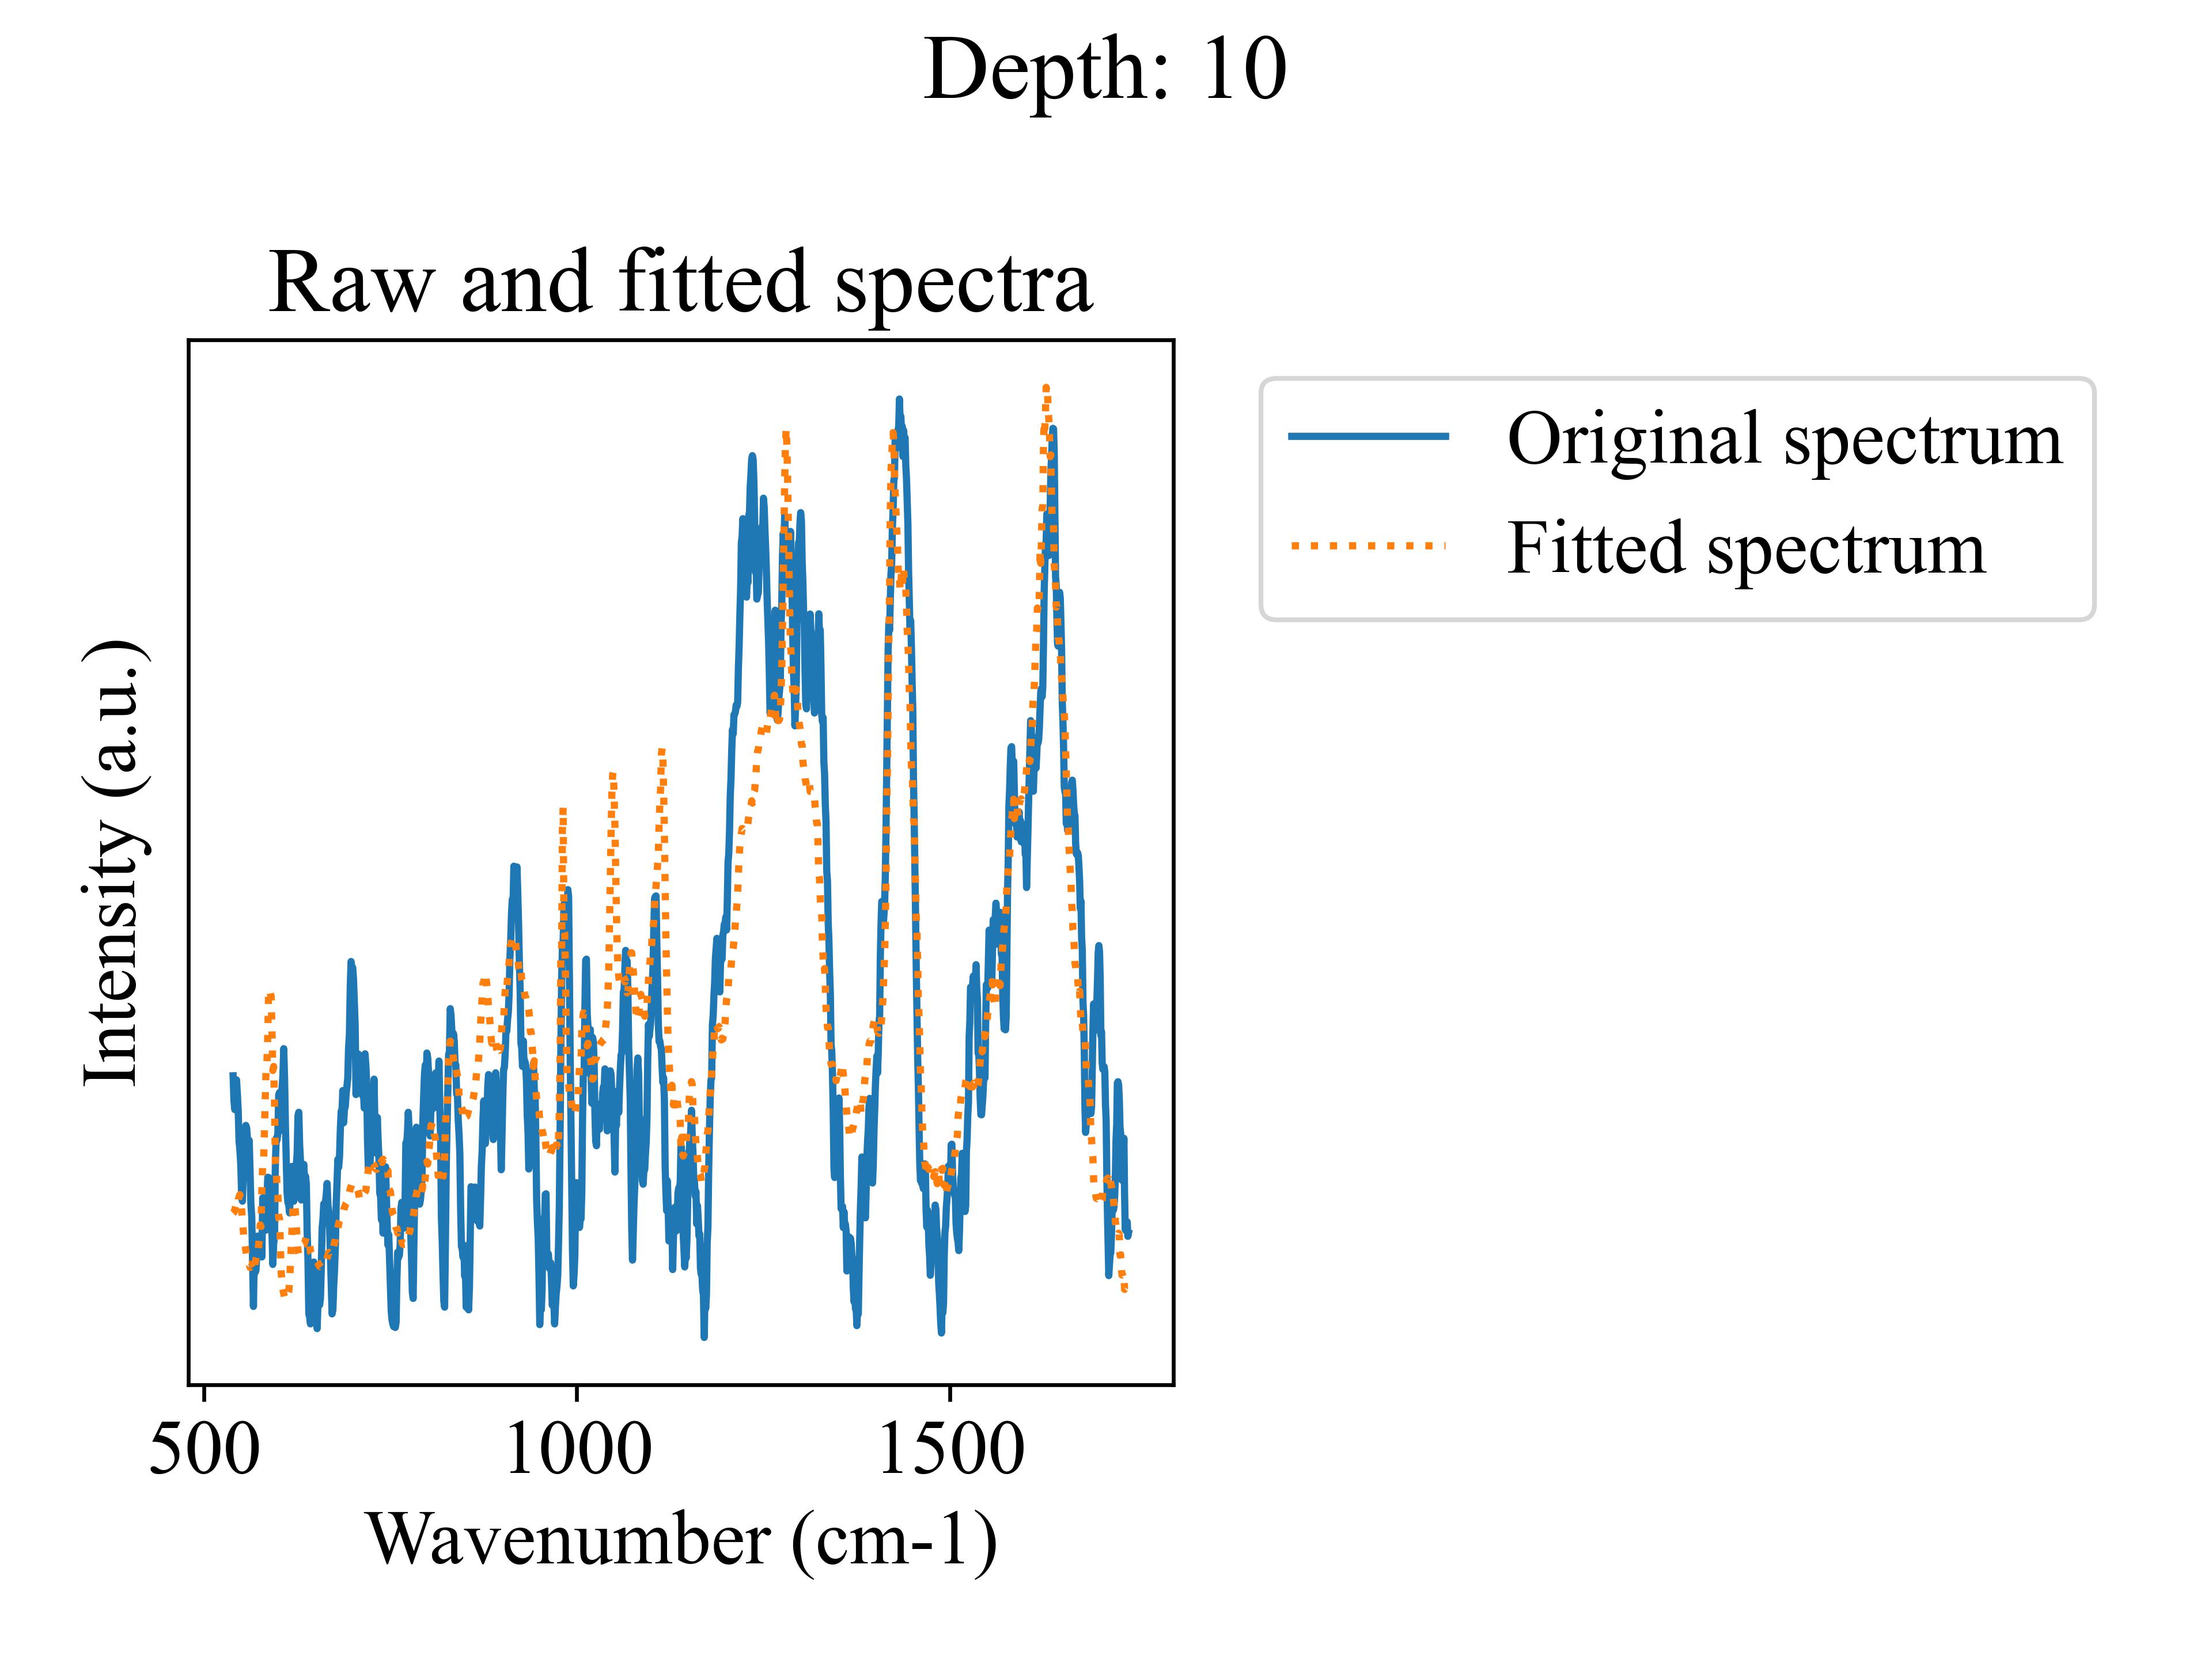 Depth: 10
Raw and fitted spectra
Original spectrum
Fitted spectrum
Intensity (a.u.)
500 1000 1500
Wavenumber (cm-1)